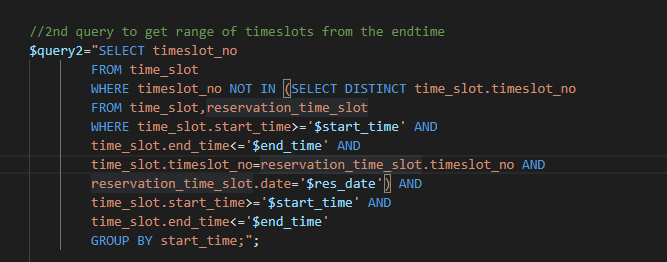 //2nd query to get range of timeslots from the endtime
$query2="SELECT timeslot_no
FROM time_slot
WHERE timeslot_no NOT IN (SELECT DISTINCT time_slot.timeslot_no
FROM time_slot,reservation_time_slot
WHERE time_slot.start_time>='$start_time' AND
time_slot.end_time<='$end_time' AND
time_slot.timeslot_no=reservation_time_slot.timeslot_no AND
reservation_time_slot.date='$res_date') AND
time_slot.start_time>='$start_time' AND
time_slot.end_time<='$end_time'
GROUP BY start_time;";